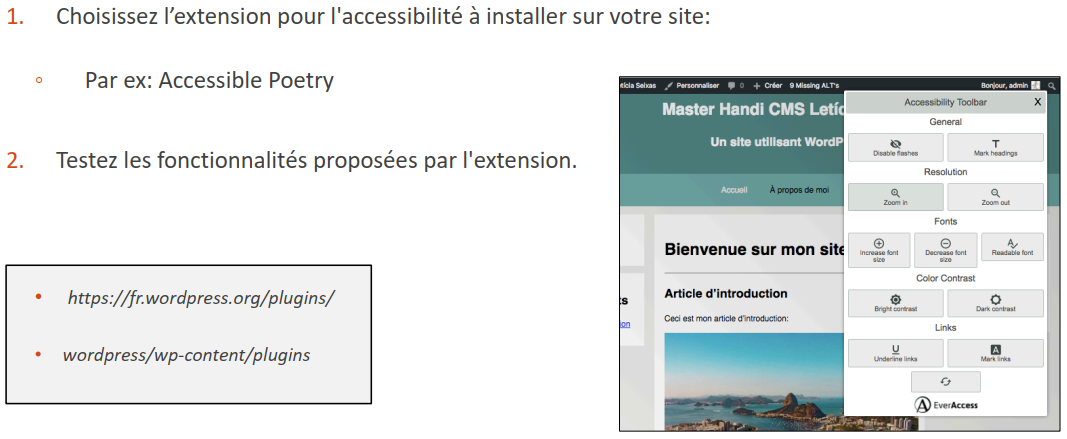 1. Choisissez l’extension pour l'accessibilité à installer sur votre site:
Par ex: Accessible Poetry
2. Testez les fonctionnalités proposées par l'extension.
https://fr.wordpress.org/plugins/
wordpress/wp-content/plugins
Seixas Personnaliser 0 + Créer 9 Missing ALT's Bonjour, admin
Master Handi CMS
Un site utilisant
Accueil À propos de moi
Bienvenue sur mon site
Article d'introduction
Ceci est mon article d'introduction:
Accessibility Toolbar X
General
Disable flashes Mark headings
Resolution
Zoom in Zoom out
Fonts
Increase font size Decrease font size Readable font
Color Contrast
Bright contrast Dark contrast
Links
Underline links Mark links
EverAccess